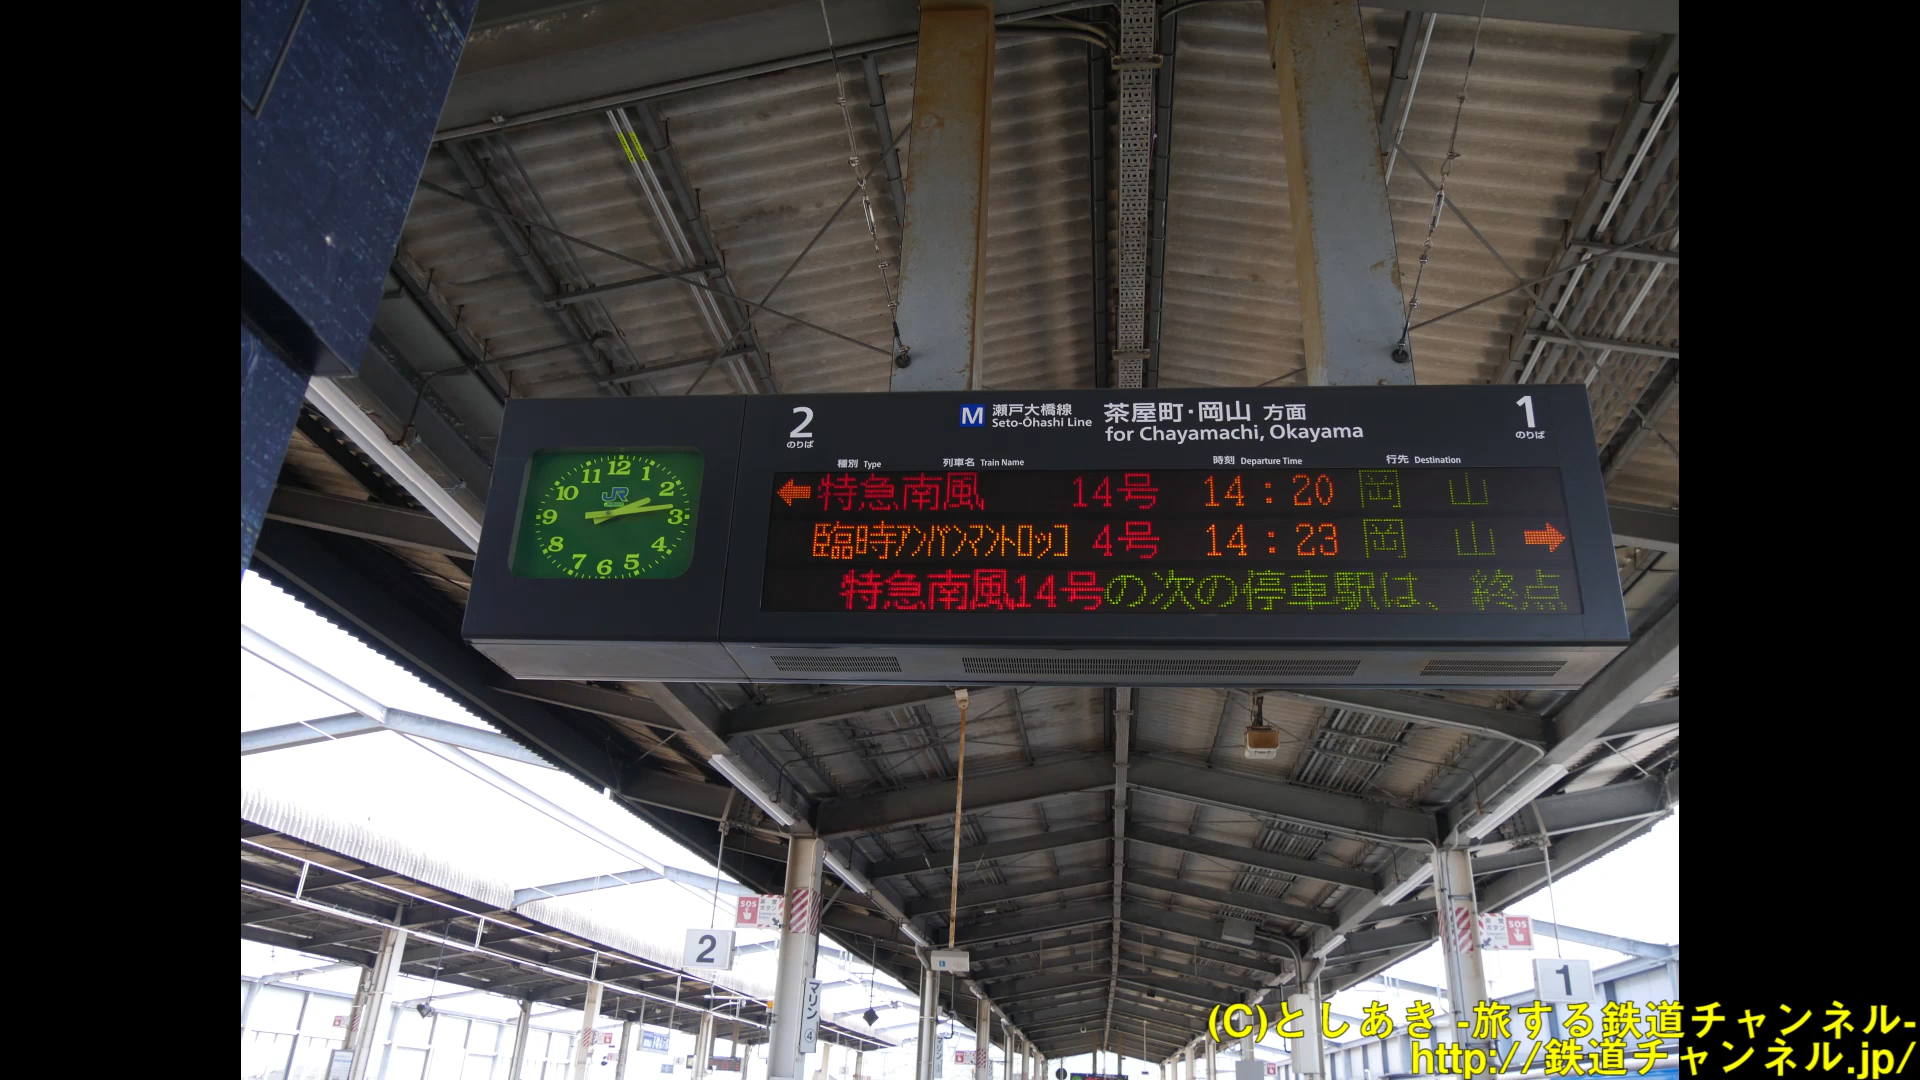 2
のりば
M 瀬戸大橋線
Seto-Ōhashi Line
茶屋町・岡山 方面
for Chayamachi, Okayama
1
のりば
種別 Type 列車名 Train Name 時刻 Departure Time 行先 Destination
←特急南風 14号 14：20 岡 山
臨時アンパンマントロッコ 4号 14：23 岡 山→
特急南風14号の次の停車駅は、終点
JR
12 1 2 3 4 5 6 7 8 9 10 11
SOS
SOS
2
1
マリン④
(C)としあき -旅する鉄道チャンネル-
http://鉄道チャンネル.jp/